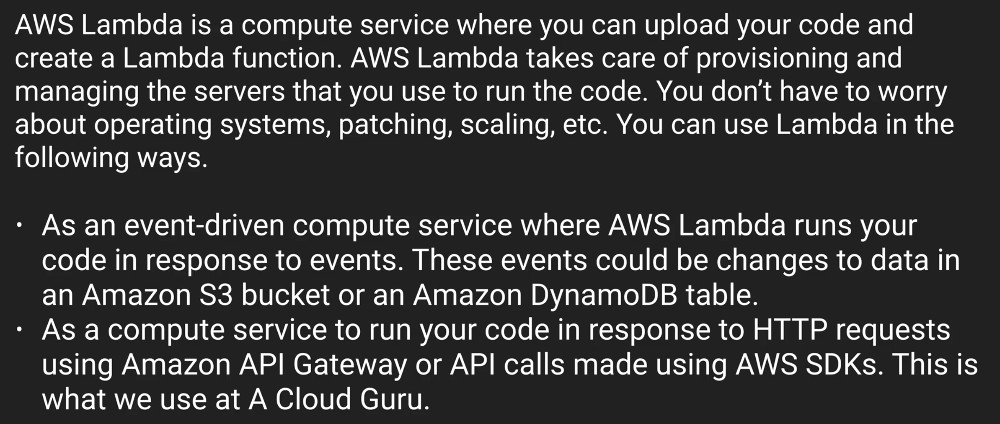 AWS Lambda is a compute service where you can upload your code and
create a Lambda function. AWS Lambda takes care of provisioning and
managing the servers that you use to run the code. You don’t have to worry
about operating systems, patching, scaling, etc. You can use Lambda in the
following ways.
• As an event-driven compute service where AWS Lambda runs your
code in response to events. These events could be changes to data in
an Amazon S3 bucket or an Amazon DynamoDB table.
• As a compute service to run your code in response to HTTP requests
using Amazon API Gateway or API calls made using AWS SDKs. This is
what we use at A Cloud Guru.